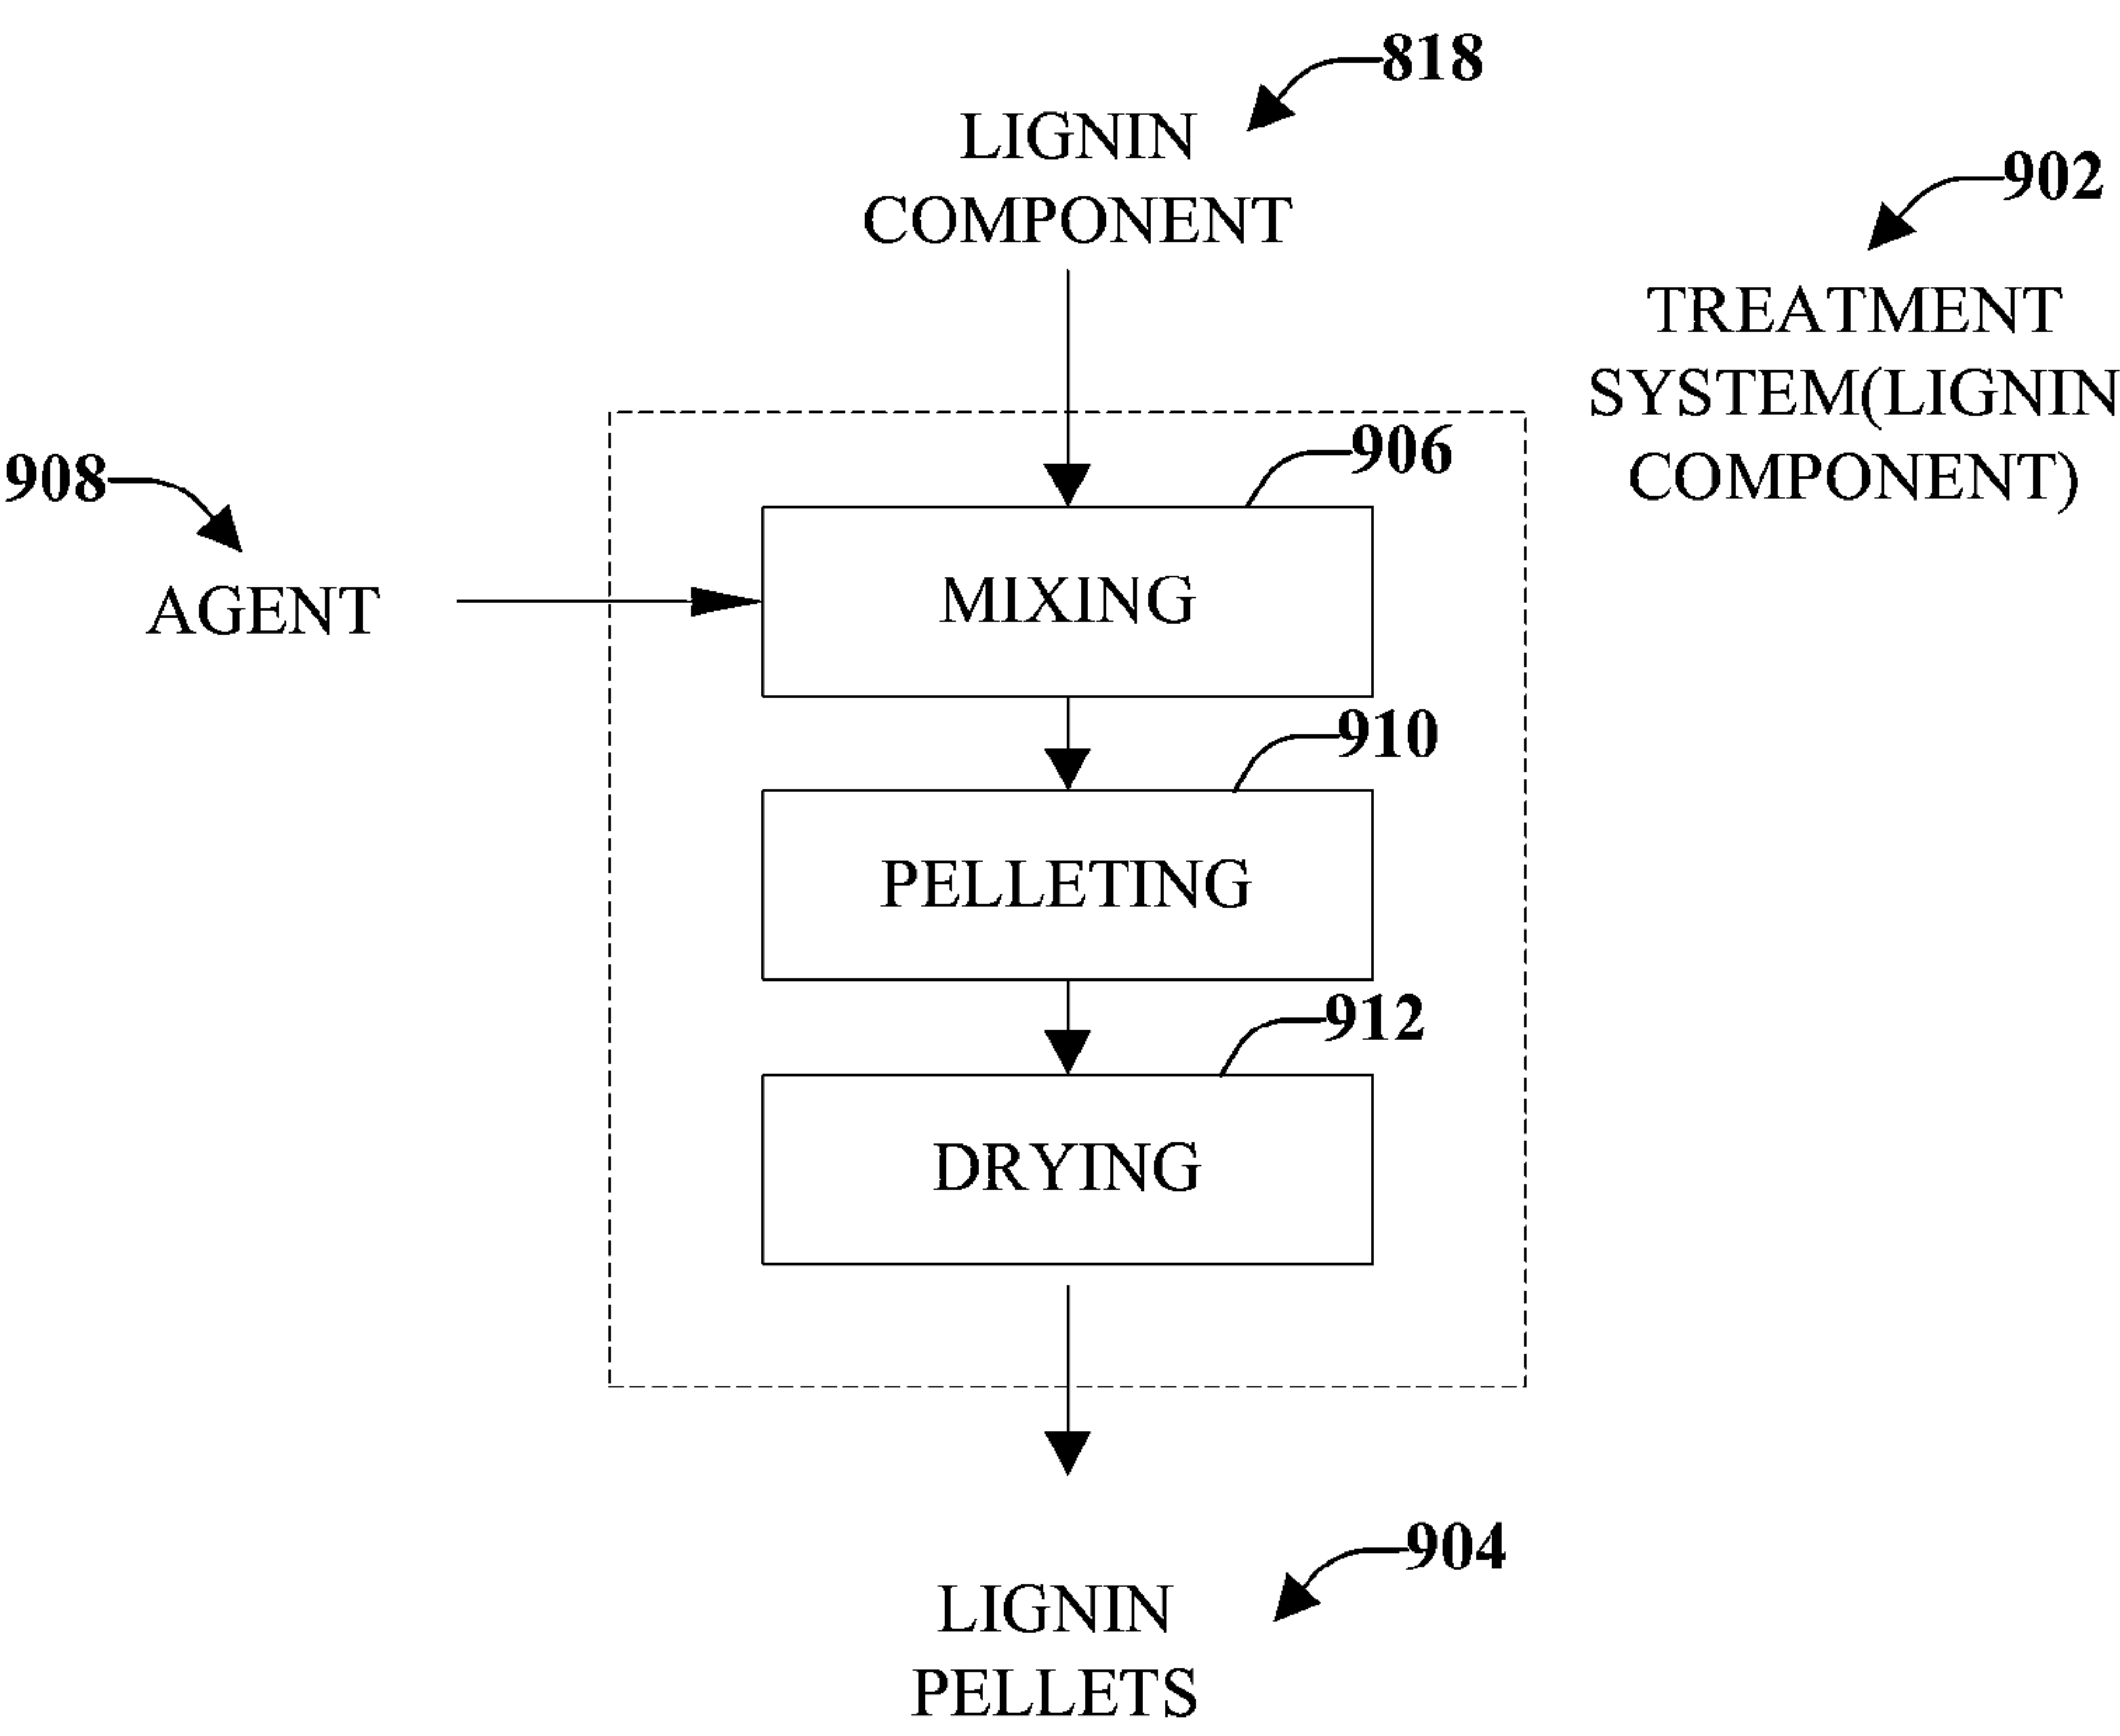 818
LIGNIN
COMPONENT
902
TREATMENT
SYSTEM(LIGNIN
COMPONENT)
906
908
AGENT
MIXING
910
PELLETING
912
DRYING
904
LIGNIN
PELLETS